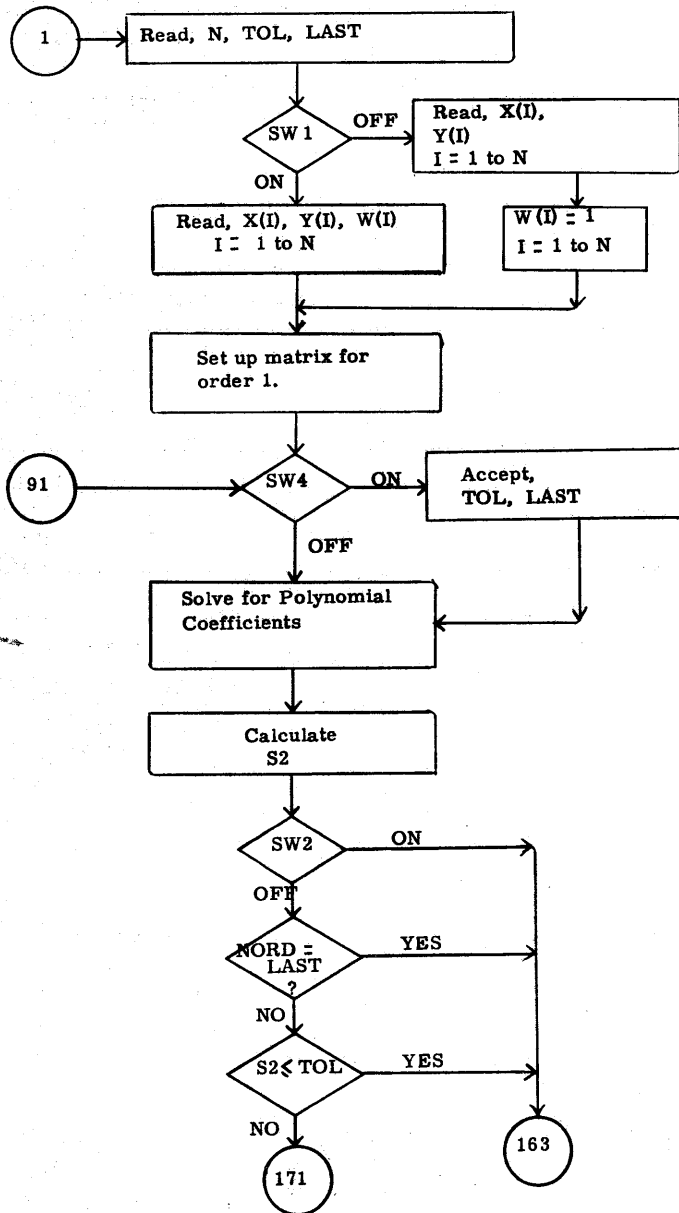 1
Read, N, TOL, LAST
SW 1
OFF
Read, X(I),
Y(I)
I = 1 to N
ON
Read, X(I), Y(I), W(I)
I = 1 to N
W(I) = 1
I = 1 to N
Set up matrix for
order 1.
91
SW4
ON
Accept,
TOL, LAST
OFF
Solve for Polynomial
Coefficients
Calculate
S2
SW2
ON
OFF
NORD =
LAST
?
YES
NO
S2 ≤ TOL
YES
NO
171
163